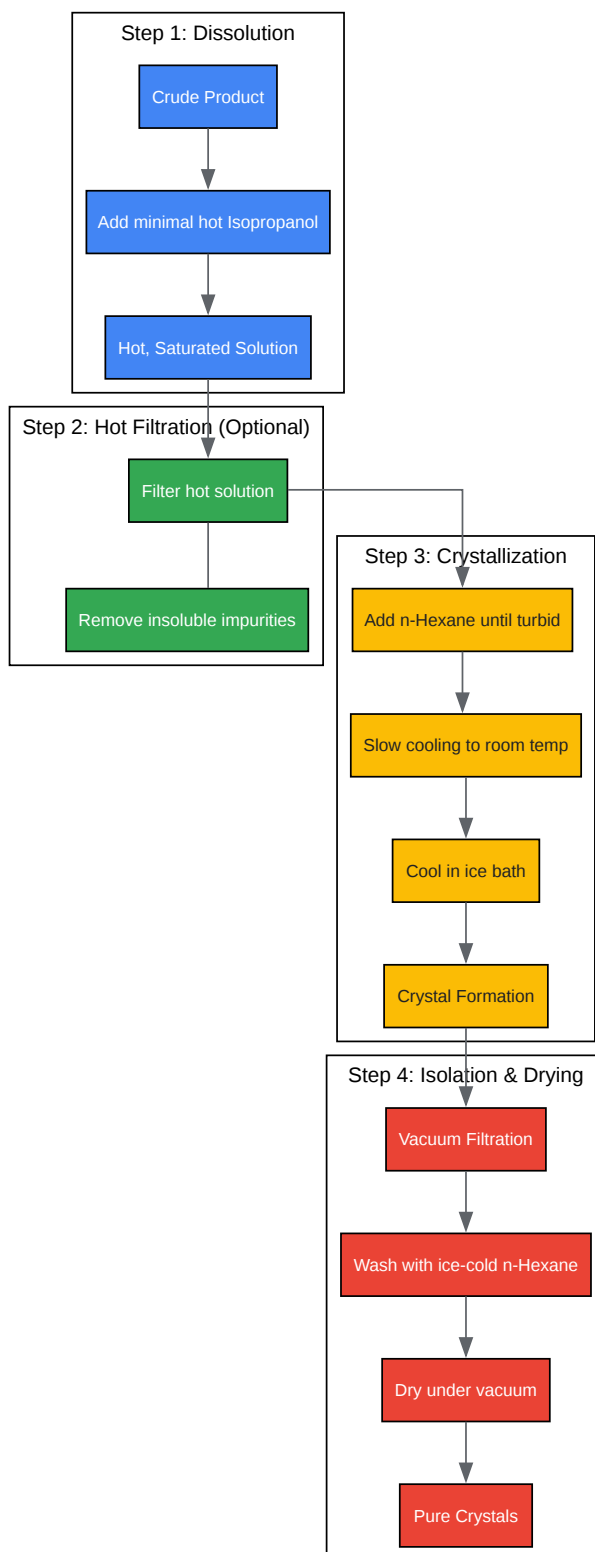 Step 1: Dissolution
Crude Product
Add minimal hot Isopropanol
Hot, Saturated Solution
Step 2: Hot Filtration (Optional)
Filter hot solution
Remove insoluble impurities
Step 3: Crystallization
Add n-Hexane until turbid
Slow cooling to room temp
Cool in ice bath
Crystal Formation
Step 4: Isolation & Drying
Vacuum Filtration
Wash with ice-cold n-Hexane
Dry under vacuum
Pure Crystals